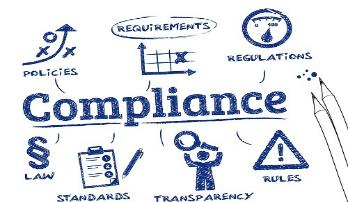 REQUIREMENTS
POLICIES
REGULATIONS
Compliance
§
LAW
STANDARDS
TRANSPARENCY
RULES